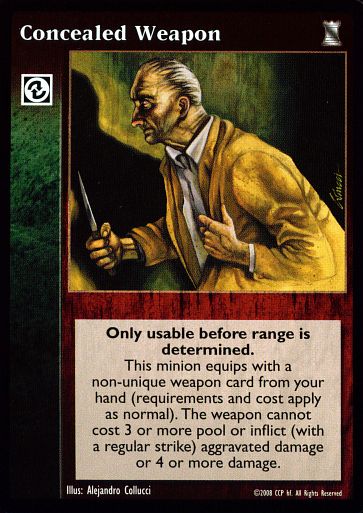 Concealed Weapon
Only usable before range is
determined.
This minion equips with a
non-unique weapon card from your
hand (requirements and cost apply
as normal). The weapon cannot
cost 3 or more pool or inflict (with
a regular strike) aggravated damage
or 4 or more damage.
Illus: Alejandro Collucci
©2008 CCP hf. All Rights Reserved